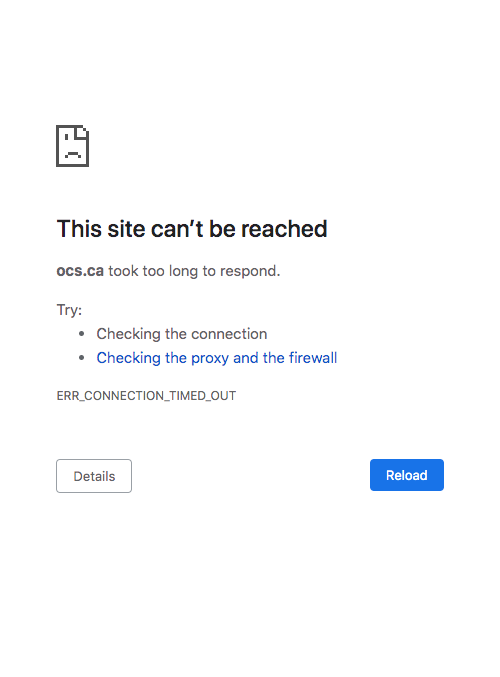 This site can’t be reached
ocs.ca took too long to respond.
Try:
• Checking the connection
• Checking the proxy and the firewall
ERR_CONNECTION_TIMED_OUT
Details
Reload